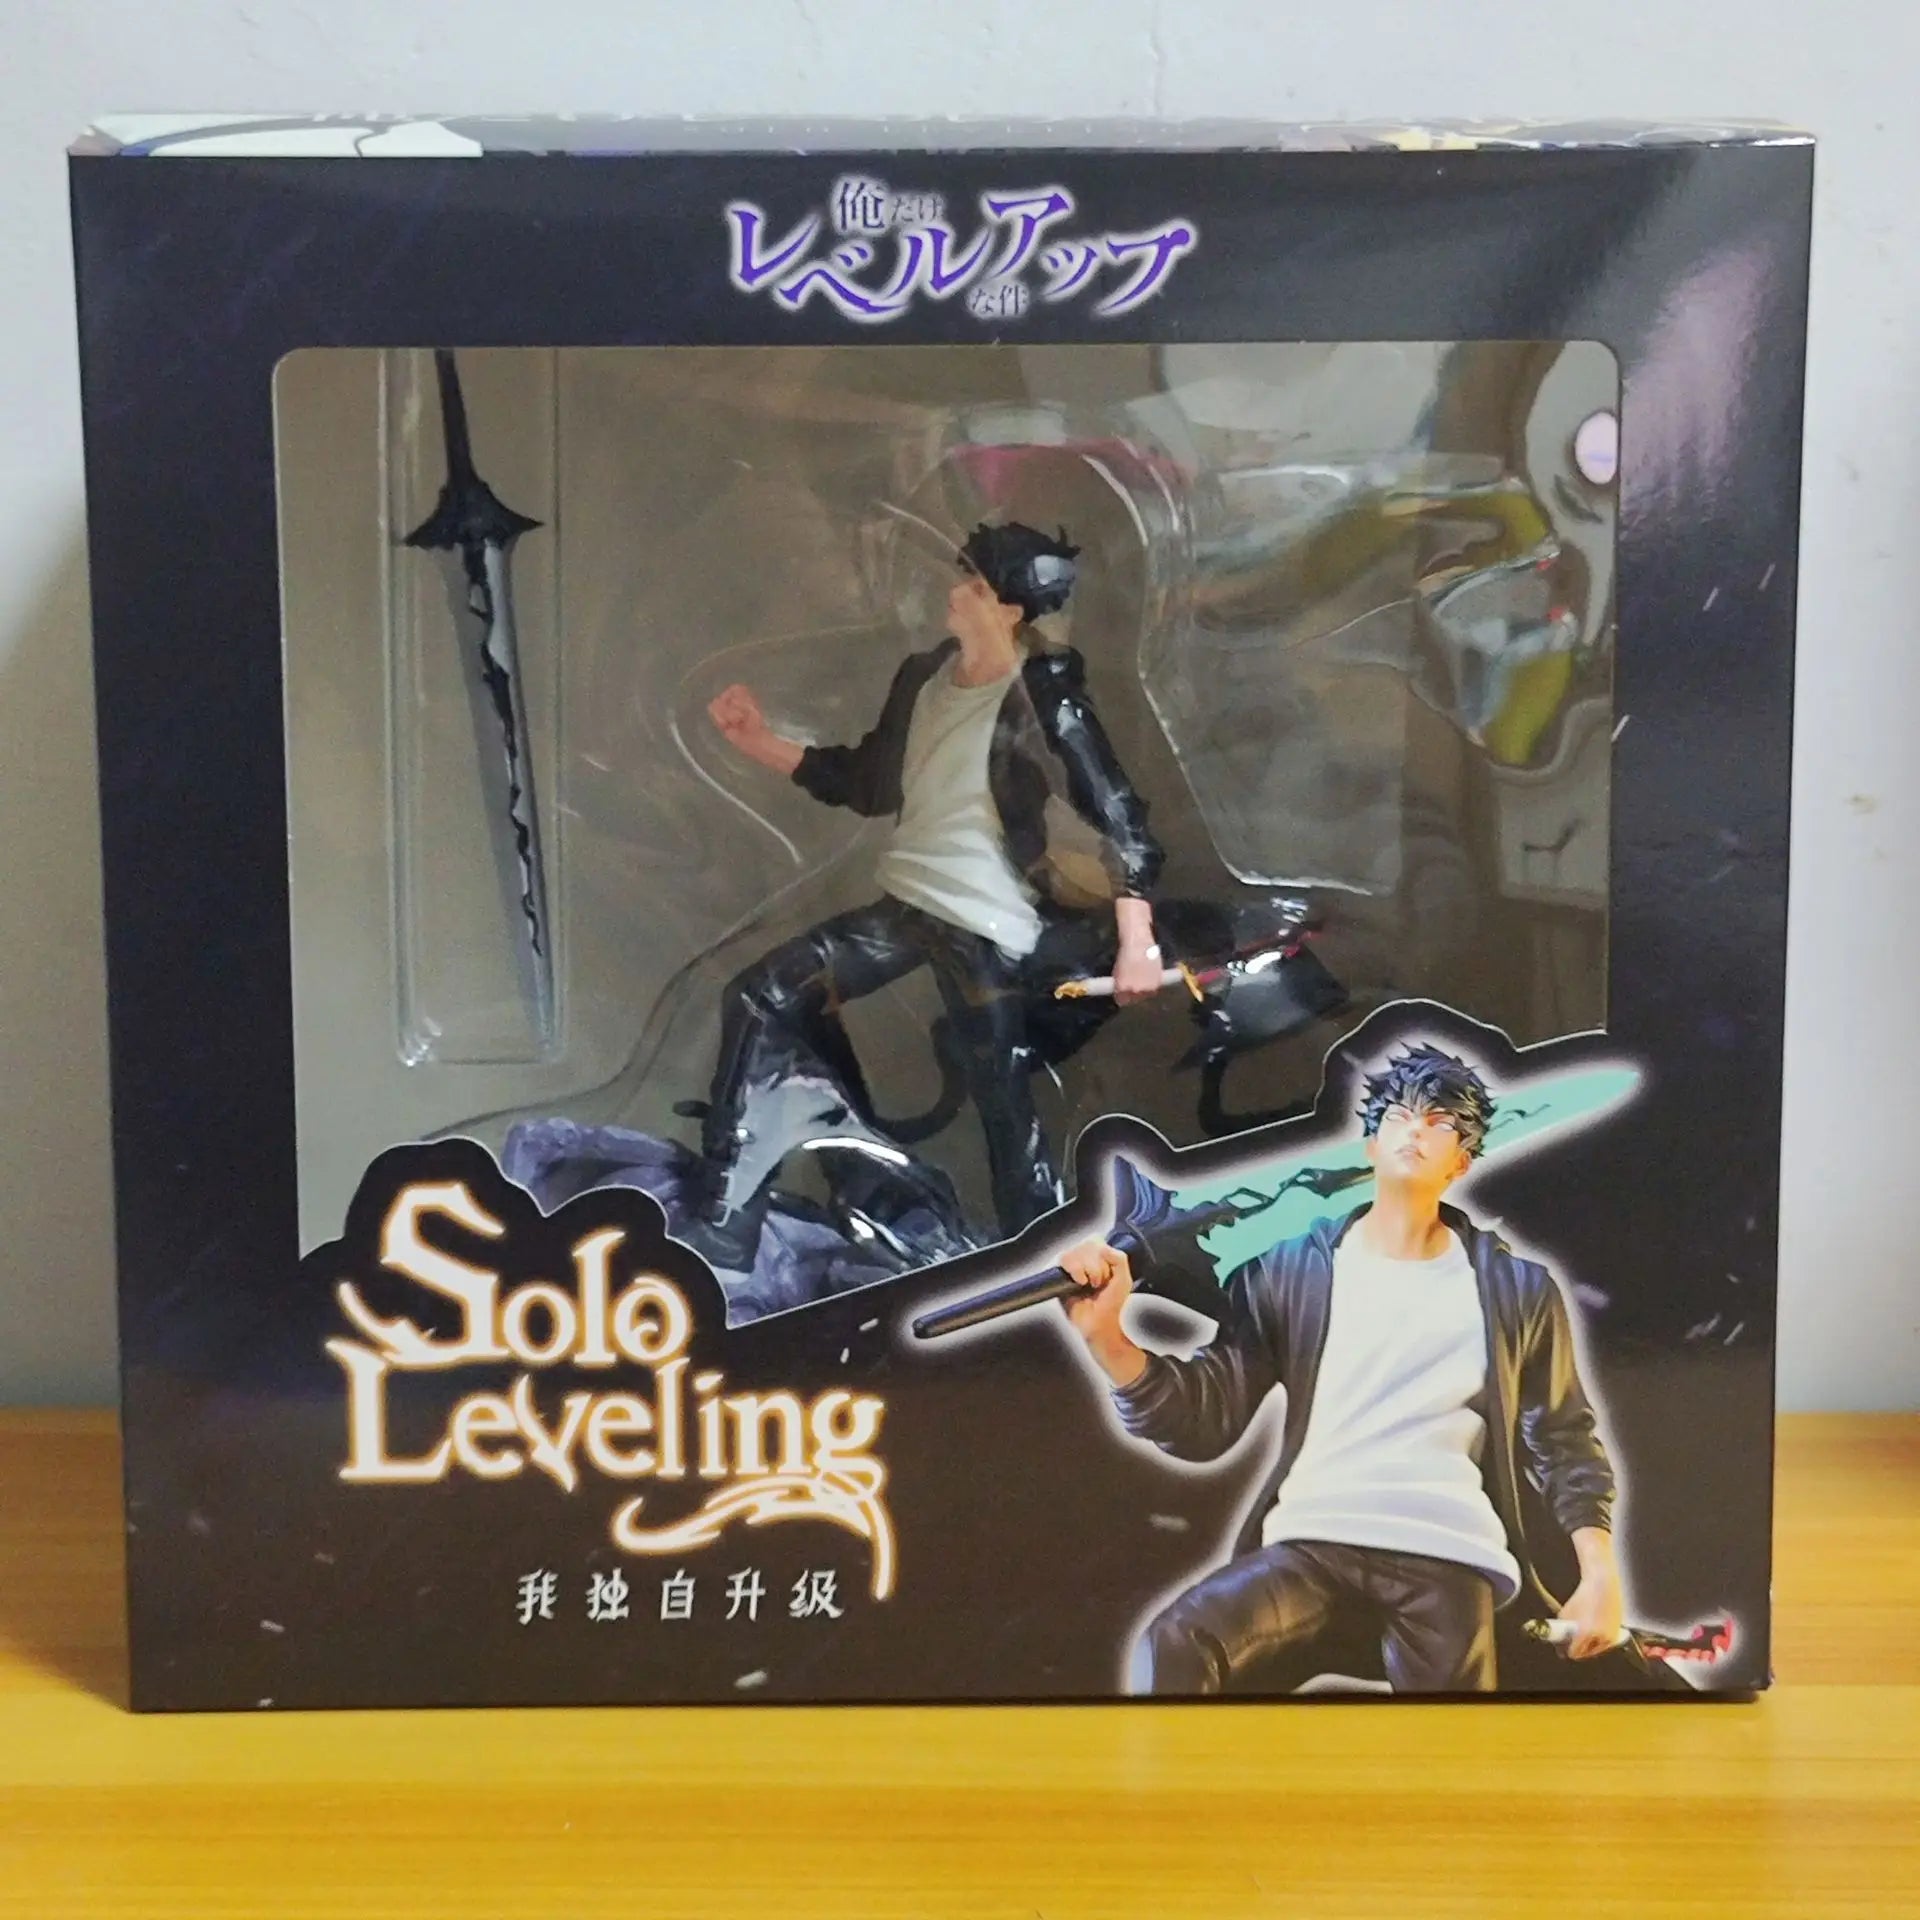 俺だけ
レベルアップ
な件
Solo
Leveling
我独自升级